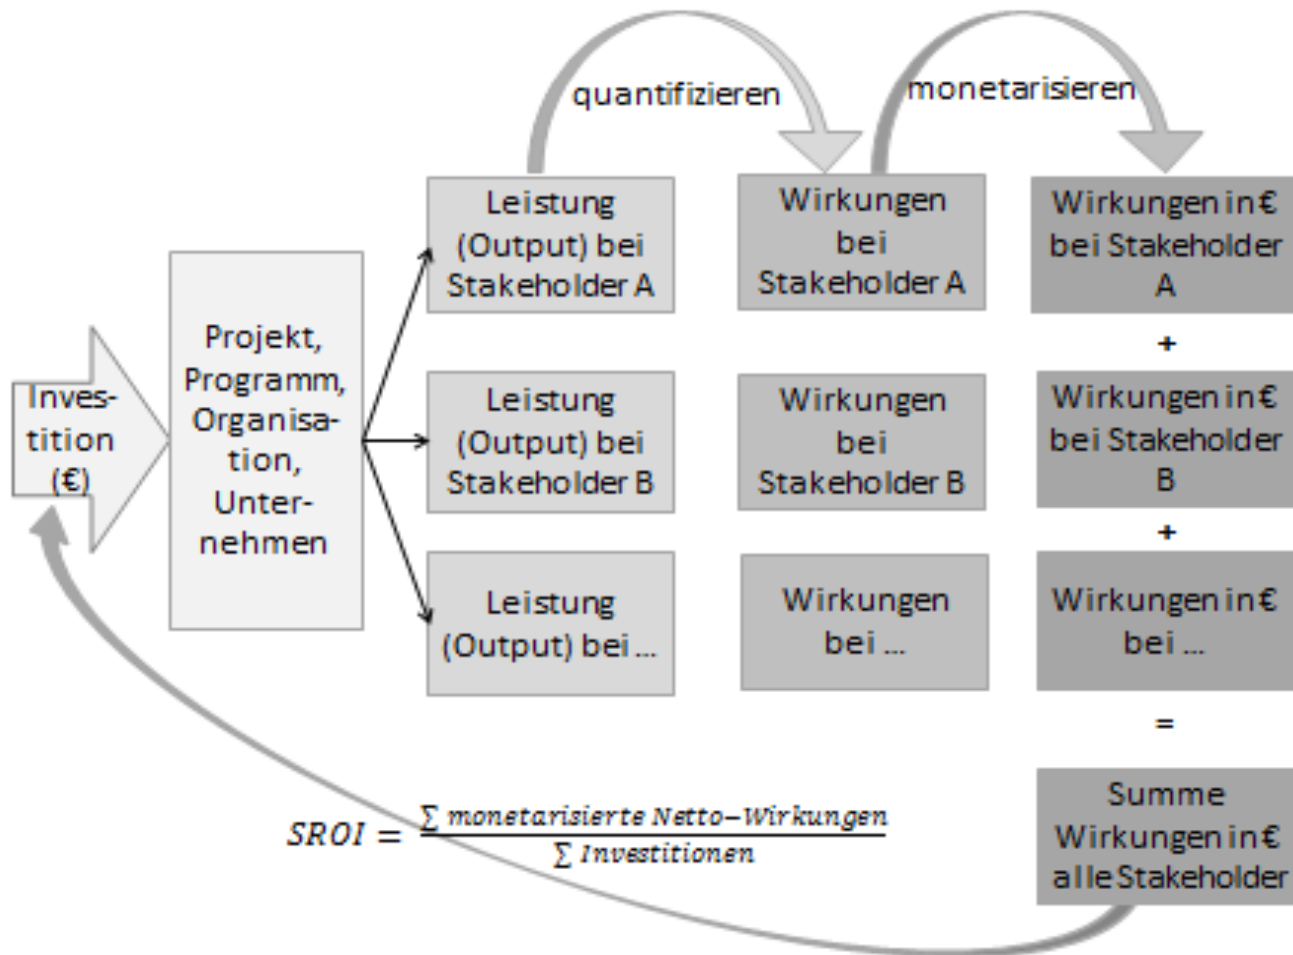 quantifizieren
monetarisieren
Inves-
tition
(€)
Projekt,
Programm,
Organisa-
tion,
Unter-
nehmen
Leistung
(Output) bei
Stakeholder A
Wirkungen
bei
Stakeholder A
Wirkungen in €
bei Stakeholder
A
+
Leistung
(Output) bei
Stakeholder B
Wirkungen
bei
Stakeholder B
Wirkungen in €
bei Stakeholder
B
+
Leistung
(Output) bei ...
Wirkungen
bei ...
Wirkungen in €
bei ...
=
Summe
Wirkungen in €
alle Stakeholder
SROI = ∑ monetarisierte Netto–Wirkungen
∑ Investitionen